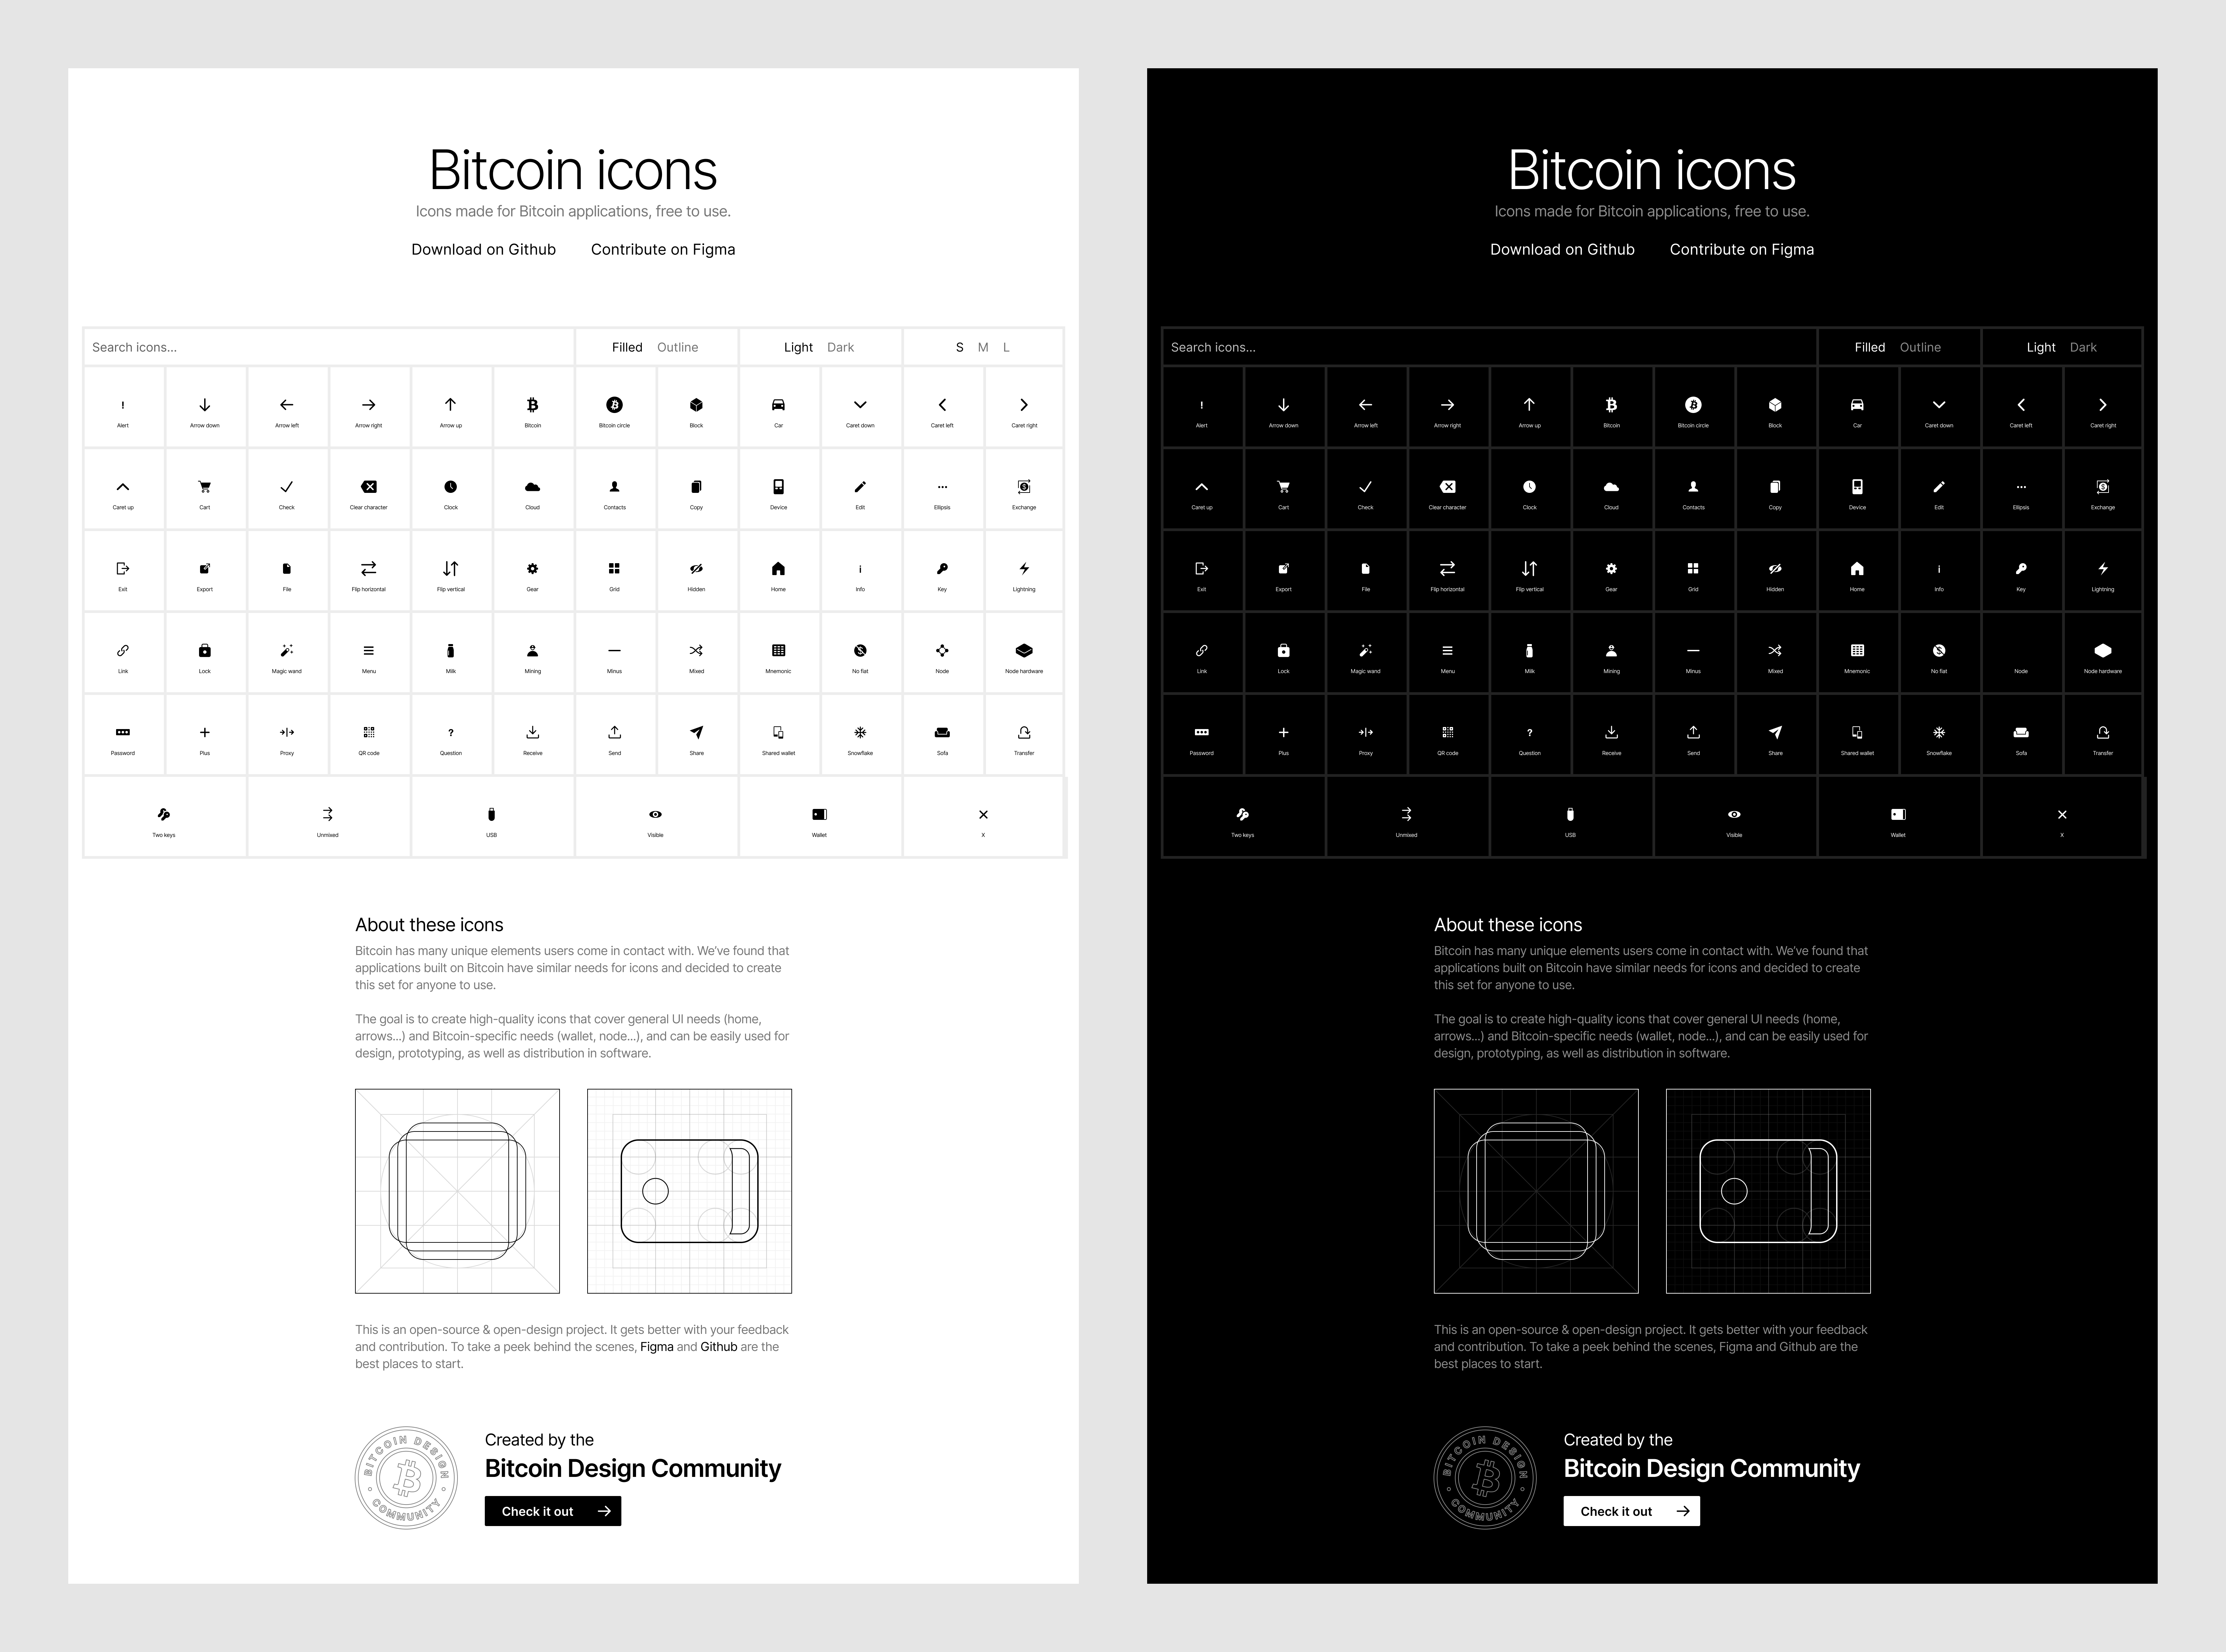 Bitcoin icons
Icons made for Bitcoin applications, free to use.
Download on Github Contribute on Figma
Search icons... Filled Outline Light Dark S M L
Alert Arrow down Arrow left Arrow right Arrow up Bitcoin Bitcoin circle Block Car Caret down Caret left Caret right
Caret up Cart Check Clear character Clock Cloud Contacts Copy Device Edit Ellipsis Exchange
Exit Export File Flip horizontal Flip vertical Gear Grid Hidden Home Info Key Lightning
Link Lock Magic wand Menu Milk Mining Minus Mixed Mnemonic No fiat Node Node hardware
Password Plus Proxy QR code Question Receive Send Share Shared wallet Snowflake Sofa Transfer
Two keys Unmixed USB Visible Wallet X
About these icons
Bitcoin has many unique elements users come in contact with. We've found that
applications built on Bitcoin have similar needs for icons and decided to create
this set for anyone to use.
The goal is to create high-quality icons that cover general UI needs (home,
arrows...) and Bitcoin-specific needs (wallet, node...), and can be easily used for
design, prototyping, as well as distribution in software.
This is an open-source & open-design project. It gets better with your feedback
and contribution. To take a peek behind the scenes, Figma and Github are the
best places to start.
BITCOIN DESIGN COMMUNITY
Created by the
Bitcoin Design Community
Check it out
Bitcoin icons
Icons made for Bitcoin applications, free to use.
Download on Github Contribute on Figma
Search icons... Filled Outline Light Dark
Alert Arrow down Arrow left Arrow right Arrow up Bitcoin Bitcoin circle Block Car Caret down Caret left Caret right
Caret up Cart Check Clear character Clock Cloud Contacts Copy Device Edit Ellipsis Exchange
Exit Export File Flip horizontal Flip vertical Gear Grid Hidden Home Info Key Lightning
Link Lock Magic wand Menu Milk Mining Minus Mixed Mnemonic No fiat Node Node hardware
Password Plus Proxy QR code Question Receive Send Share Shared wallet Snowflake Sofa Transfer
Two keys Unmixed USB Visible Wallet X
About these icons
Bitcoin has many unique elements users come in contact with. We've found that
applications built on Bitcoin have similar needs for icons and decided to create
this set for anyone to use.
The goal is to create high-quality icons that cover general UI needs (home,
arrows...) and Bitcoin-specific needs (wallet, node...), and can be easily used for
design, prototyping, as well as distribution in software.
This is an open-source & open-design project. It gets better with your feedback
and contribution. To take a peek behind the scenes, Figma and Github are the
best places to start.
BITCOIN DESIGN COMMUNITY
Created by the
Bitcoin Design Community
Check it out